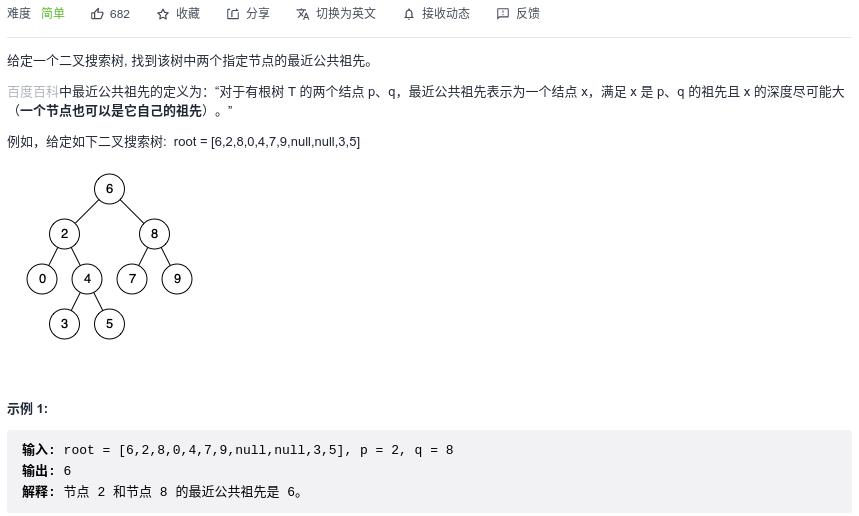 难度 简单 682 收藏 分享 切换为英文 接收动态 反馈
给定一个二叉搜索树, 找到该树中两个指定节点的最近公共祖先。
百度百科中最近公共祖先的定义为：“对于有根树 T 的两个结点 p、q，最近公共祖先表示为一个结点 x，满足 x 是 p、q 的祖先且 x 的深度尽可能大
（一个节点也可以是它自己的祖先）。”
例如，给定如下二叉搜索树:  root = [6,2,8,0,4,7,9,null,null,3,5]
6
2 8
0 4 7 9
3 5
示例 1:
输入: root = [6,2,8,0,4,7,9,null,null,3,5], p = 2, q = 8
输出: 6
解释: 节点 2 和节点 8 的最近公共祖先是 6。